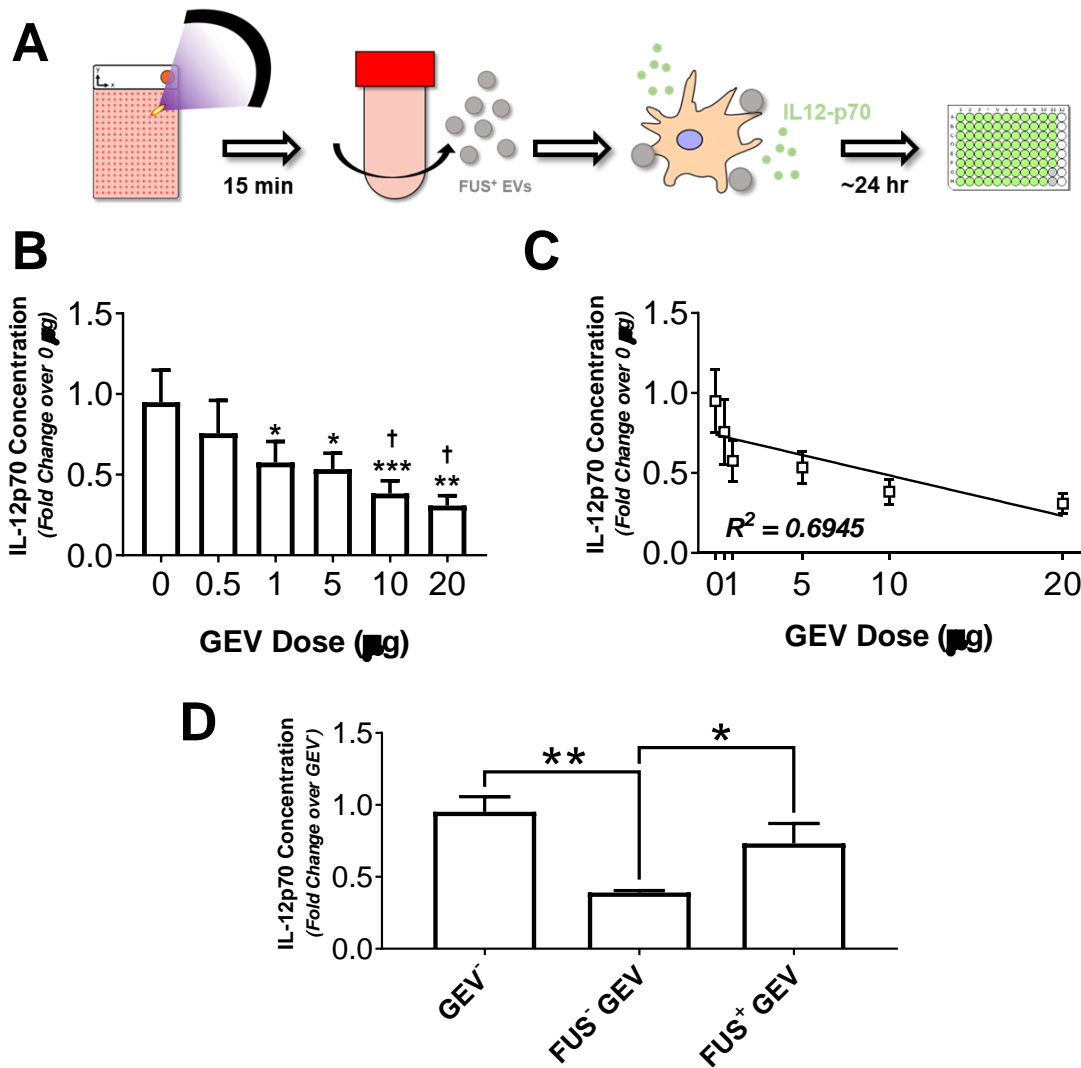 A
y
x
15 min
FUS⁺ EVs
IL12-p70
~24 hr
B
IL-12p70 Concentration
(Fold Change over 0 μg)
1.5
1.0
0.5
0.0
*
*
†
***
†
**
0 0.5 1 5 10 20
GEV Dose (μg)
C
IL-12p70 Concentration
(Fold Change over 0 μg)
1.5
1.0
0.5
0.0
R² = 0.6945
0 1 5 10 20
GEV Dose (μg)
D
IL-12p70 Concentration
(Fold Change over GEV⁻)
1.5
1.0
0.5
0.0
**
*
GEV⁻
FUS⁻ GEV
FUS⁺ GEV